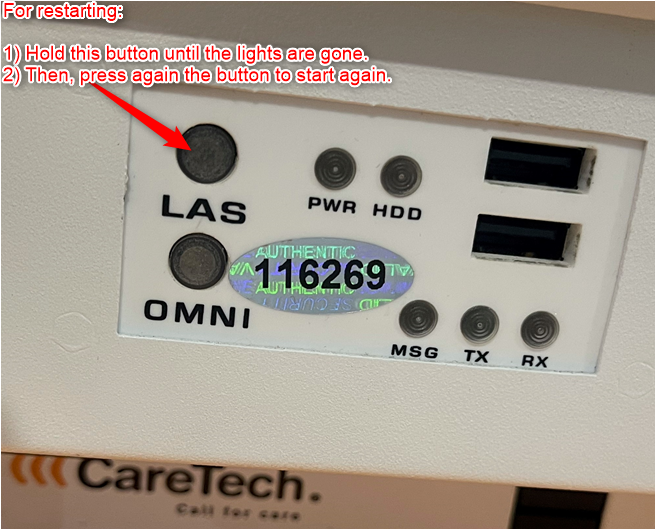 For restarting:
1) Hold this button until the lights are gone.
2) Then, press again the button to start again.
LAS
PWR HDD
AUTHENTIC
116269
AUTHENTIC
SECURITY
OMNI
MSG TX RX
CareTech.
Call for care